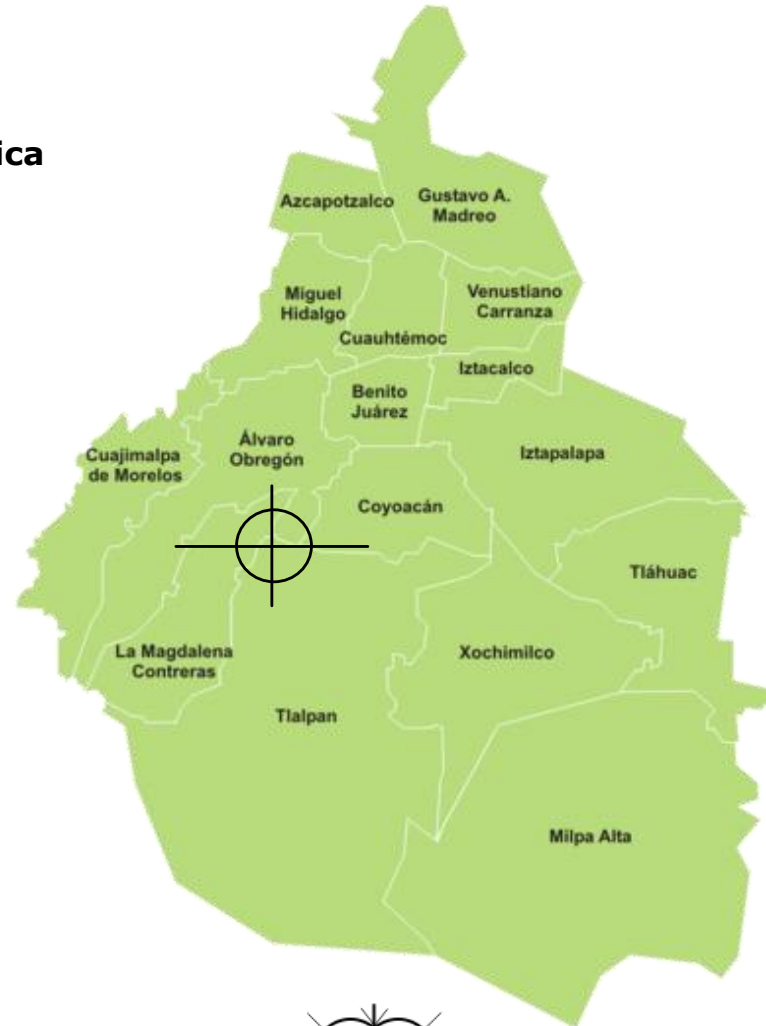 ica
Azcapotzalco
Gustavo A.
Madreo
Miguel
Hidalgo
Venustiano
Carranza
Cuauhtémoc
Iztacalco
Benito
Juárez
Cuajimalpa
de Morelos
Álvaro
Obregón
Iztapalapa
Coyoacán
Tláhuac
La Magdalena
Contreras
Xochimilco
Tlalpan
Milpa Alta